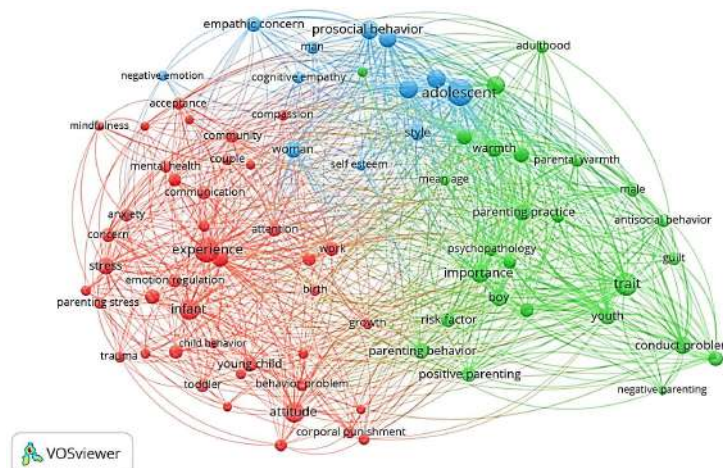 empathic concern
prosocial behavior
man
adulthood
negative emotion
cognitive empathy
adolescent
acceptance
compassion
mindfulness
community
style
woman
warmth
couple
self esteem
parental warmth
mental health
mean age
communication
male
anxiety
parenting practice
antisocial behavior
attention
concern
experience
work
psychopathology
guilt
stress
importance
emotion regulation
trait
birth
boy
parenting stress
infant
youth
growth
risk factor
child behavior
conduct problem
trauma
parenting behavior
young child
positive parenting
toddler
behavior problem
negative parenting
attitude
corporal punishment
VOSviewer